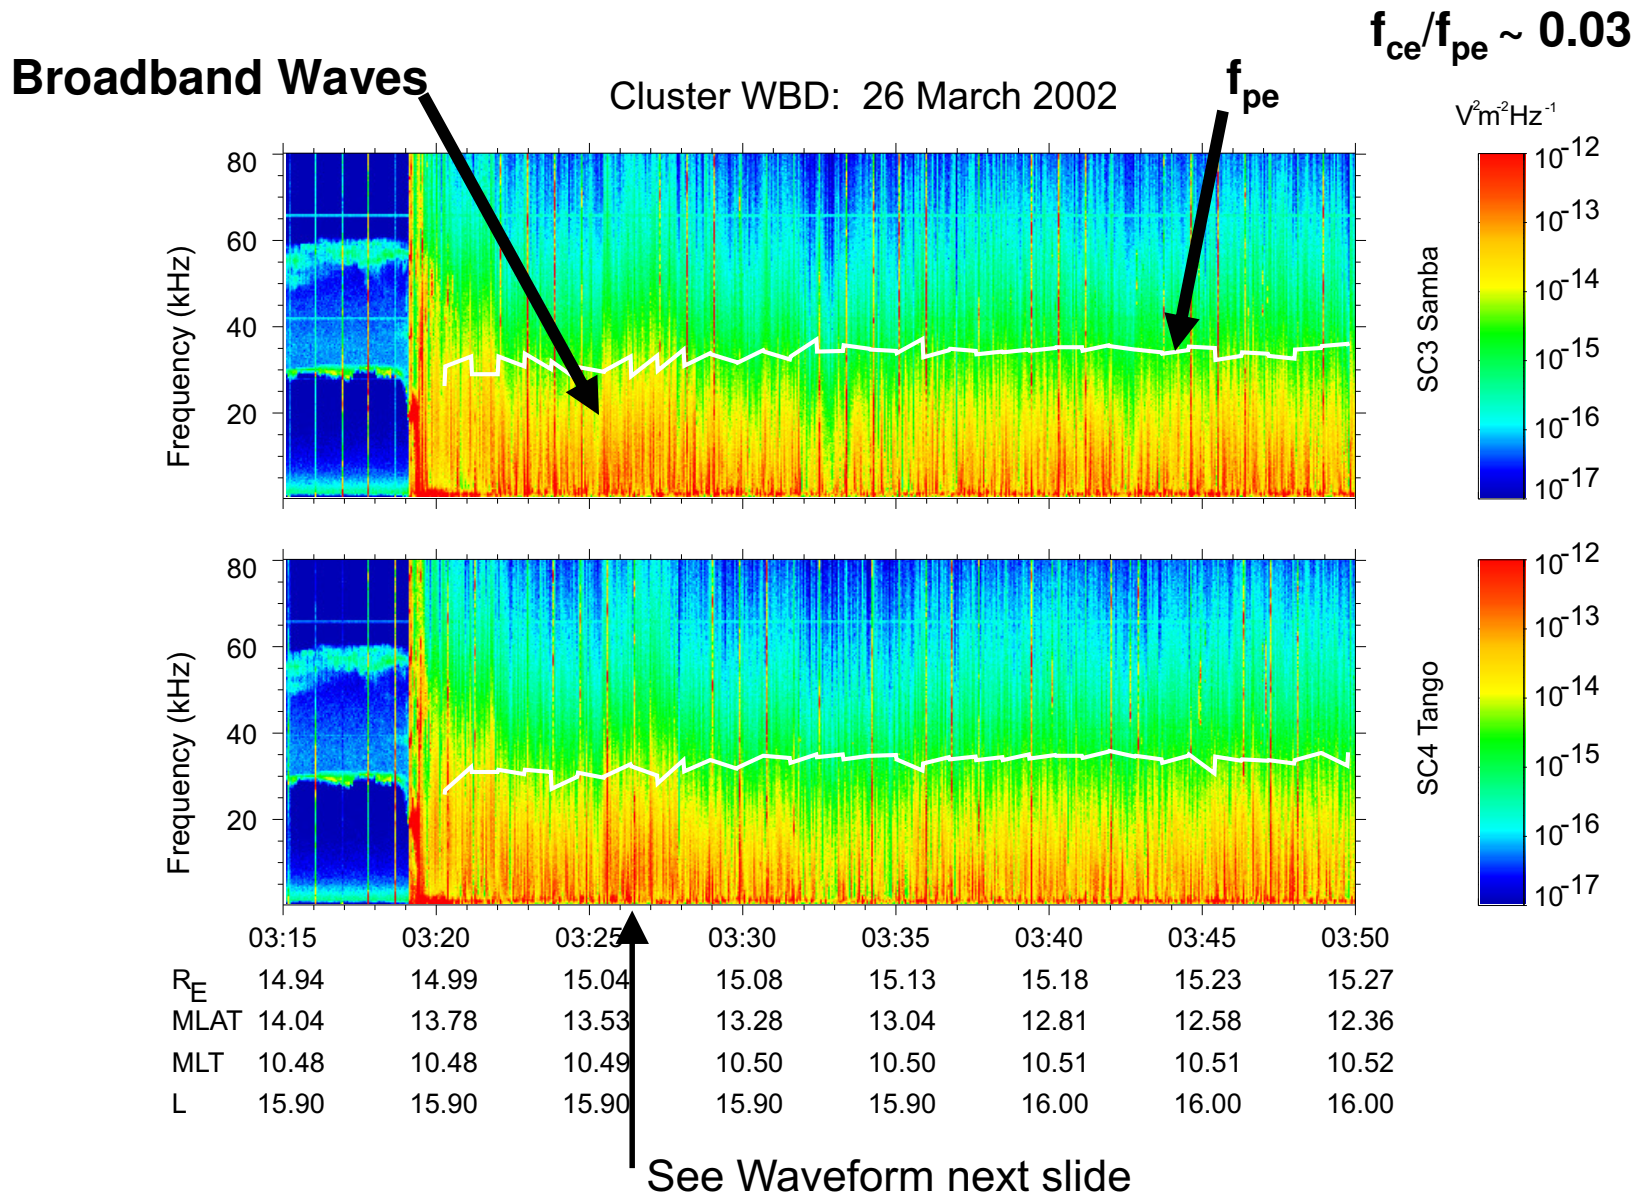 f_ce/f_pe ~ 0.03
Broadband Waves
Cluster WBD: 26 March 2002
f_pe
V²m⁻²Hz⁻¹
80
60
40
20
Frequency (kHz)
SC3 Samba
10⁻¹²
10⁻¹³
10⁻¹⁴
10⁻¹⁵
10⁻¹⁶
10⁻¹⁷
80
60
40
20
Frequency (kHz)
SC4 Tango
10⁻¹²
10⁻¹³
10⁻¹⁴
10⁻¹⁵
10⁻¹⁶
10⁻¹⁷
03:15 03:20 03:25 03:30 03:35 03:40 03:45 03:50
R_E 14.94 14.99 15.04 15.08 15.13 15.18 15.23 15.27
MLAT 14.04 13.78 13.53 13.28 13.04 12.81 12.58 12.36
MLT 10.48 10.48 10.49 10.50 10.50 10.51 10.51 10.52
L 15.90 15.90 15.90 15.90 15.90 16.00 16.00 16.00
See Waveform next slide